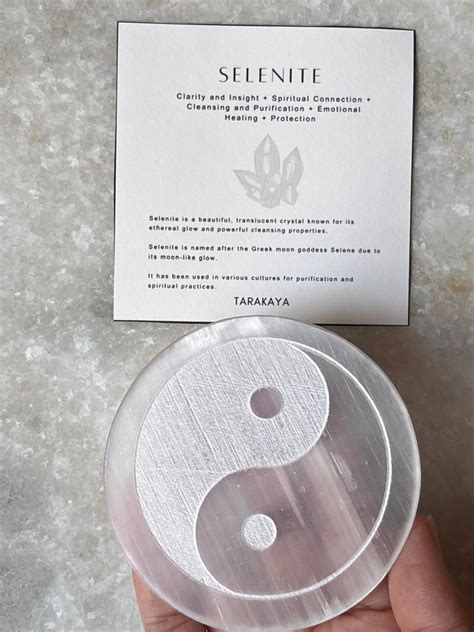 SELENITE
Clarity and Insight + Spiritual Connection +
Cleansing and Purification + Emotional
Healing + Protection
Selenite is a beautiful, translucent crystal known for its
ethereal glow and powerful cleansing properties.
Selenite is named after the Greek moon goddess Selene due to
its moon-like glow.
It has been used in various cultures for purification and
spiritual practices.
TARAKAYA